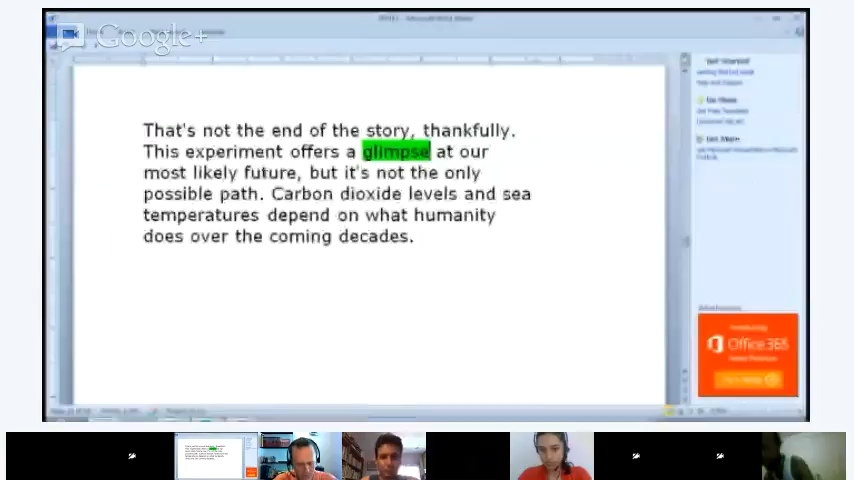 Google+
That's not the end of the story, thankfully.
This experiment offers a glimpse at our
most likely future, but it's not the only
possible path. Carbon dioxide levels and sea
temperatures depend on what humanity
does over the coming decades.
Office 365